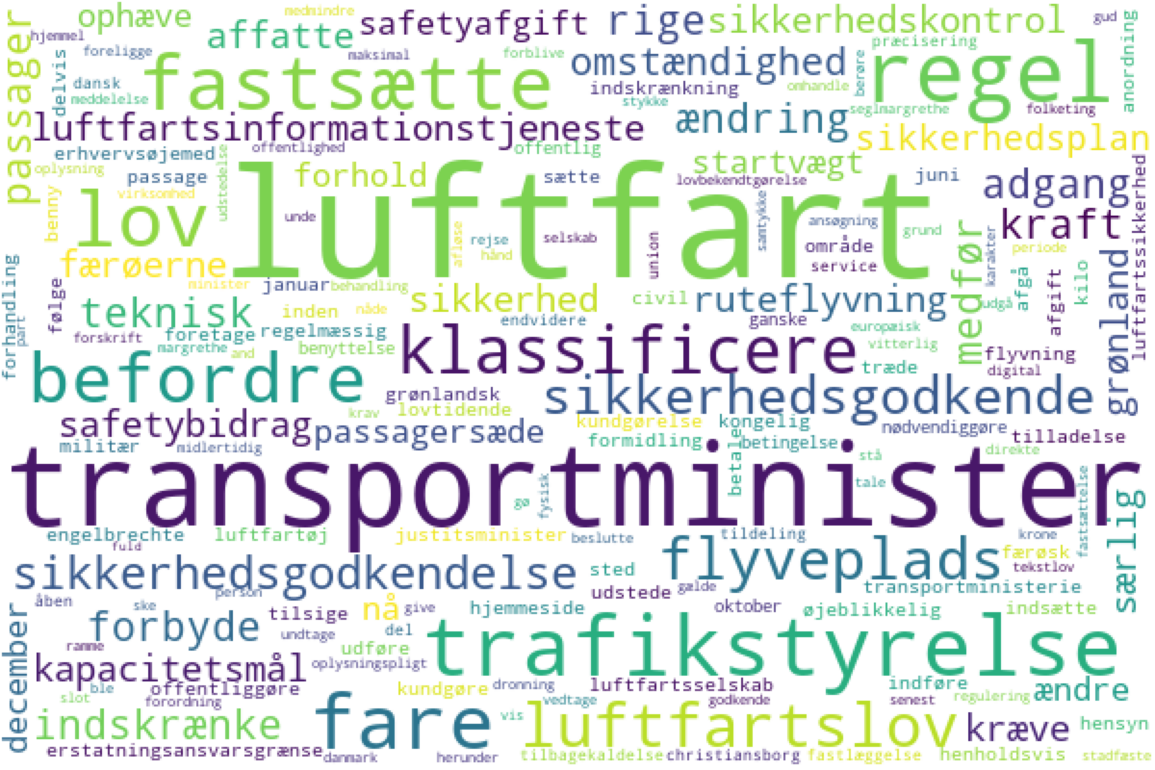 ophæve
safetyafgift
rige
sikkerhedskontrol
gud
medmindre
hjemmel
affatte
foreligge
maksimal
forblive
præcisering
anordning
passager
delvis
dansk
meddelelse
fastsætte
omstændighed
berøre
regel
indskrænkning
omhandle
stykke
seglmargrethe
folketing
luftfartsinformationstjeneste
ændring
sikkerhedsplan
erhvervsøjemed
offentlighed
offentlig
startvægt
oplysning
passage
udstedelse
forhold
sætte
lovbekendtgørelse
juni
adgang
luftfartssikkerhed
virksomhed
benny
lov
luftfart
unde
afløse
rejse
hånd
selskab
union
samtykke
ansøgning
grund
område
service
medfør
karakter
kraft
periode
færøerne
minister
januar
behandling
sikkerhed
civil
ruteflyvning
udgå
afgå
afgift
kilo
grønland
forhandling
part
følge
teknisk
nåde
inden
endvidere
ganske
europæisk
forskrift
foretage
regelmæssig
margrethe
and
benyttelse
klassificere
vitterlig
træde
flyvning
digital
befordre
grønlandsk
krav
lovtidende
sikkerhedsgodkende
safetybidrag
passagersæde
kundgørelse
kongelig
nødvendiggøre
militær
midlertidig
formidling
betale
betingelse
tilladelse
stå
direkte
transportminister
gø
fysisk
tale
fastsættelse
engelbrechte
fuld
luftfartøj
justitsminister
beslutte
tildeling
flyveplads
krone
færøsk
tekstlov
særlig
sikkerhedsgodkendelse
sted
person
udstede
gælde
transportministerie
åben
ske
tilsige
nå
give
hjemmeside
oktober
øjeblikkelig
indsætte
december
forbyde
undtage
del
udføre
trafikstyrelse
ramme
kapacitetsmål
oplysningspligt
slot
ble
offentliggøre
forordning
kundgøre
dronning
luftfartsselskab
vedtage
godkende
indføre
senest
regulering
ændre
indskrænke
fare
vis
luftfartslov
kræve
hensyn
erstatningsansvarsgrænse
danmark
herunder
tilbagekaldelse
christiansborg
fastlæggelse
henholdsvis
stadfæste